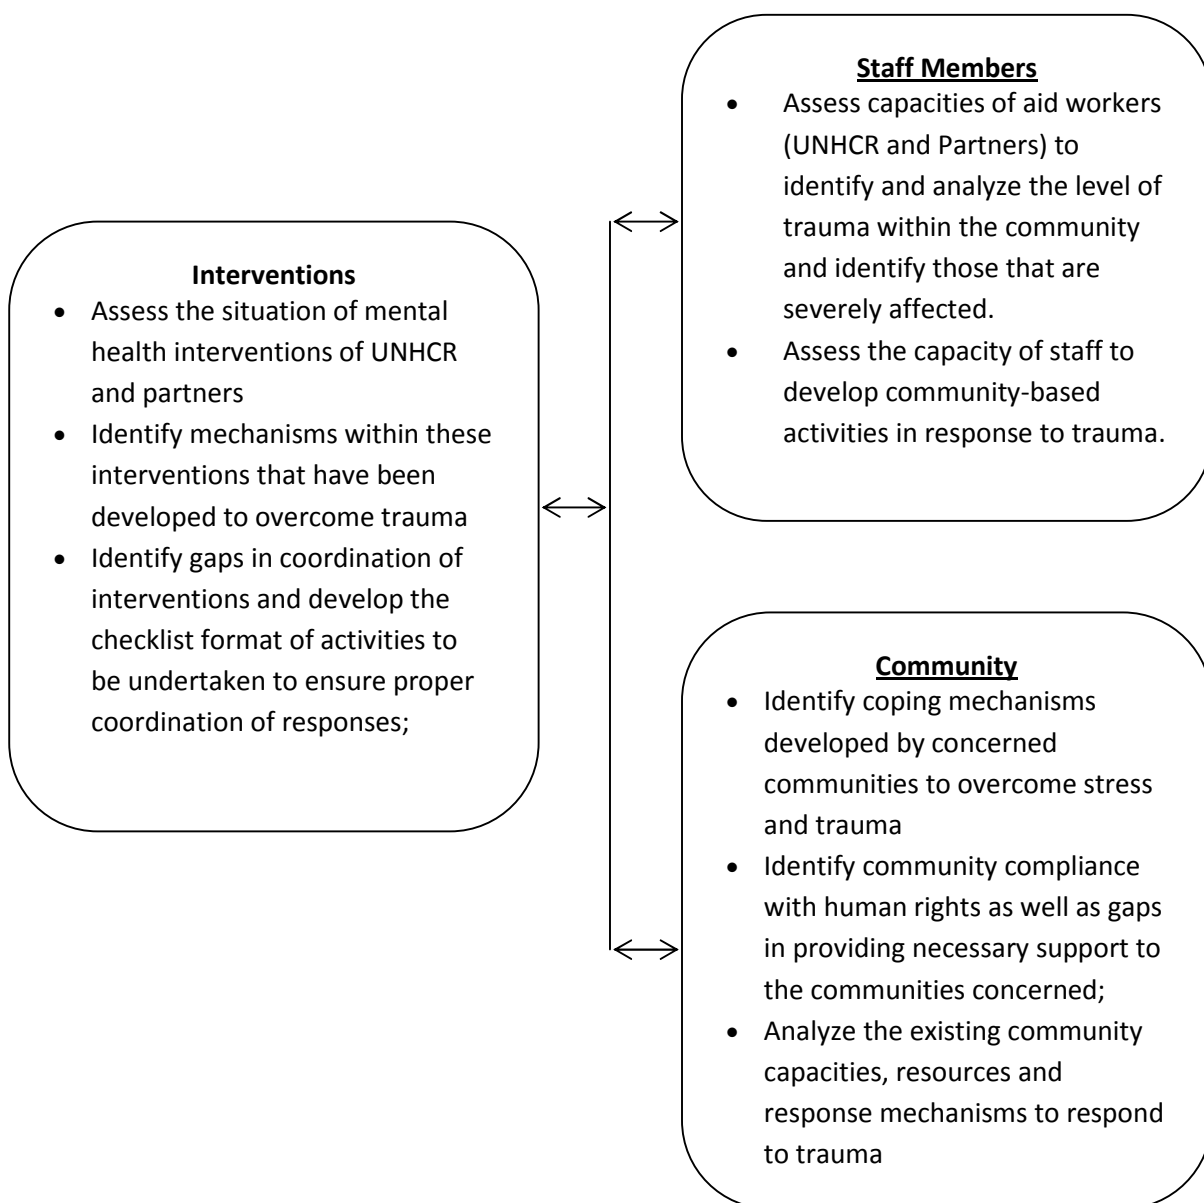 Interventions
• Assess the situation of mental
health interventions of UNHCR
and partners
• Identify mechanisms within these
interventions that have been
developed to overcome trauma
• Identify gaps in coordination of
interventions and develop the
checklist format of activities to
be undertaken to ensure proper
coordination of responses;
Staff Members
• Assess capacities of aid workers
(UNHCR and Partners) to
identify and analyze the level of
trauma within the community
and identify those that are
severely affected.
• Assess the capacity of staff to
develop community-based
activities in response to trauma.
Community
• Identify coping mechanisms
developed by concerned
communities to overcome stress
and trauma
• Identify community compliance
with human rights as well as gaps
in providing necessary support to
the communities concerned;
• Analyze the existing community
capacities, resources and
response mechanisms to respond
to trauma